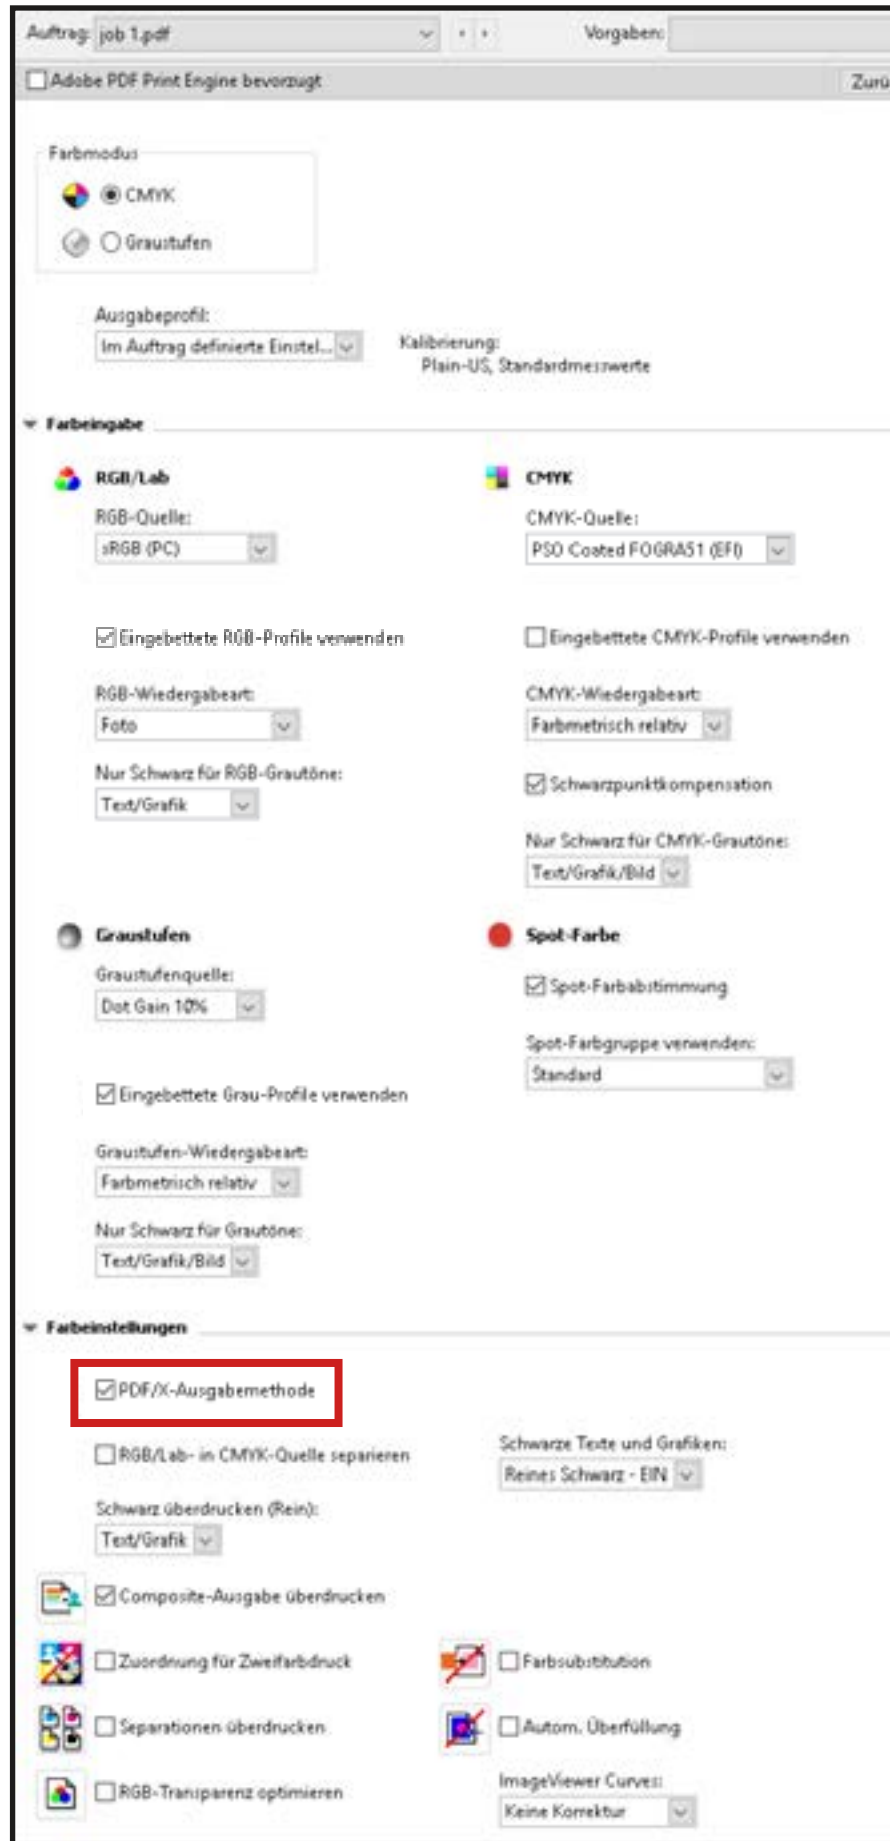 Auftrag: job 1.pdf Vorgaben:
Adobe PDF Print Engine bevorzugt Zurü
Farbmodus
CMYK
Graustufen
Ausgabeprofil:
Im Auftrag definierte Einstel...
Kalibrierung:
Plain-US, Standardmesswerte
Farbeingabe
RGB/Lab
RGB-Quelle:
sRGB (PC)
Eingebettete RGB-Profile verwenden
RGB-Wiedergabeart:
Foto
Nur Schwarz für RGB-Grautöne:
Text/Grafik
CMYK
CMYK-Quelle:
PSO Coated FOGRA51 (EFI)
Eingebettete CMYK-Profile verwenden
CMYK-Wiedergabeart:
Farbmetrisch relativ
Schwarzpunktkompensation
Nur Schwarz für CMYK-Grautöne:
Text/Grafik/Bild
Graustufen
Graustufenquelle:
Dot Gain 10%
Eingebettete Grau-Profile verwenden
Graustufen-Wiedergabeart:
Farbmetrisch relativ
Nur Schwarz für Grautöne:
Text/Grafik/Bild
Spot-Farbe
Spot-Farbabstimmung
Spot-Farbgruppe verwenden:
Standard
Farbeinstellungen
PDF/X-Ausgabemethode
RGB/Lab- in CMYK-Quelle separieren
Schwarze Texte und Grafiken:
Reines Schwarz - EIN
Schwarz überdrucken (Rein):
Text/Grafik
Composite-Ausgabe überdrucken
Zuordnung für Zweifarbdruck
Farbsubstitution
Separationen überdrucken
Autom. Überfüllung
RGB-Transparenz optimieren
ImageViewer Curves:
Keine Korrektur